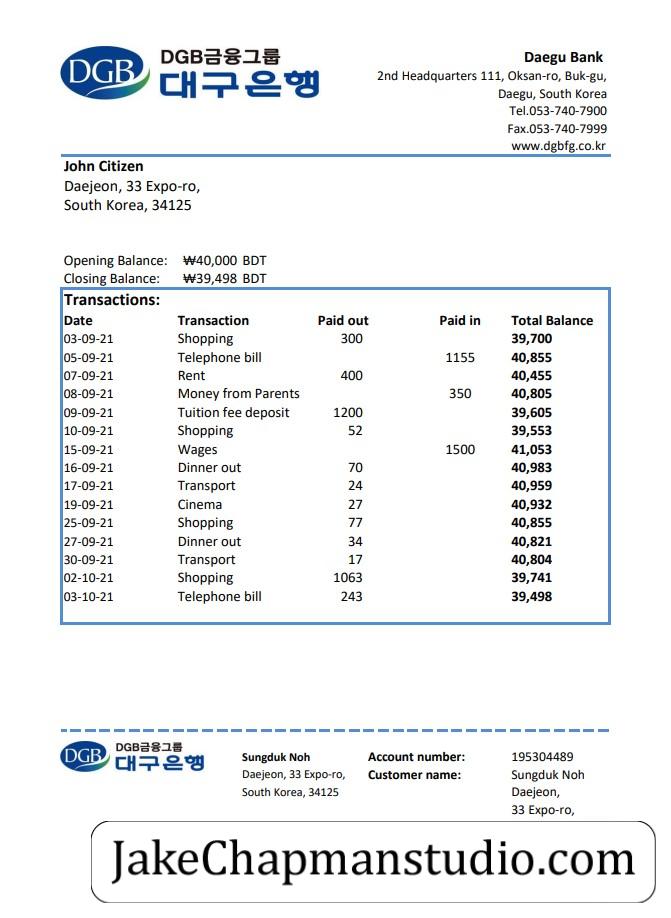 DGB
DGB금융그룹
대구은행
Daegu Bank
2nd Headquarters 111, Oksan-ro, Buk-gu,
Daegu, South Korea
Tel.053-740-7900
Fax.053-740-7999
www.dgbfg.co.kr
John Citizen
Daejeon, 33 Expo-ro,
South Korea, 34125
Opening Balance: ₩40,000 BDT
Closing Balance: ₩39,498 BDT
Transactions:
Date Transaction Paid out Paid in Total Balance
03-09-21 Shopping 300 39,700
05-09-21 Telephone bill 1155 40,855
07-09-21 Rent 400 40,455
08-09-21 Money from Parents 350 40,805
09-09-21 Tuition fee deposit 1200 39,605
10-09-21 Shopping 52 39,553
15-09-21 Wages 1500 41,053
16-09-21 Dinner out 70 40,983
17-09-21 Transport 24 40,959
19-09-21 Cinema 27 40,932
25-09-21 Shopping 77 40,855
27-09-21 Dinner out 34 40,821
30-09-21 Transport 17 40,804
02-10-21 Shopping 1063 39,741
03-10-21 Telephone bill 243 39,498
DGB
DGB금융그룹
대구은행
Sungduk Noh Account number: 195304489
Daejeon, 33 Expo-ro, Customer name: Sungduk Noh
South Korea, 34125 Daejeon,
33 Expo-ro,
JakeChapmanstudio.com